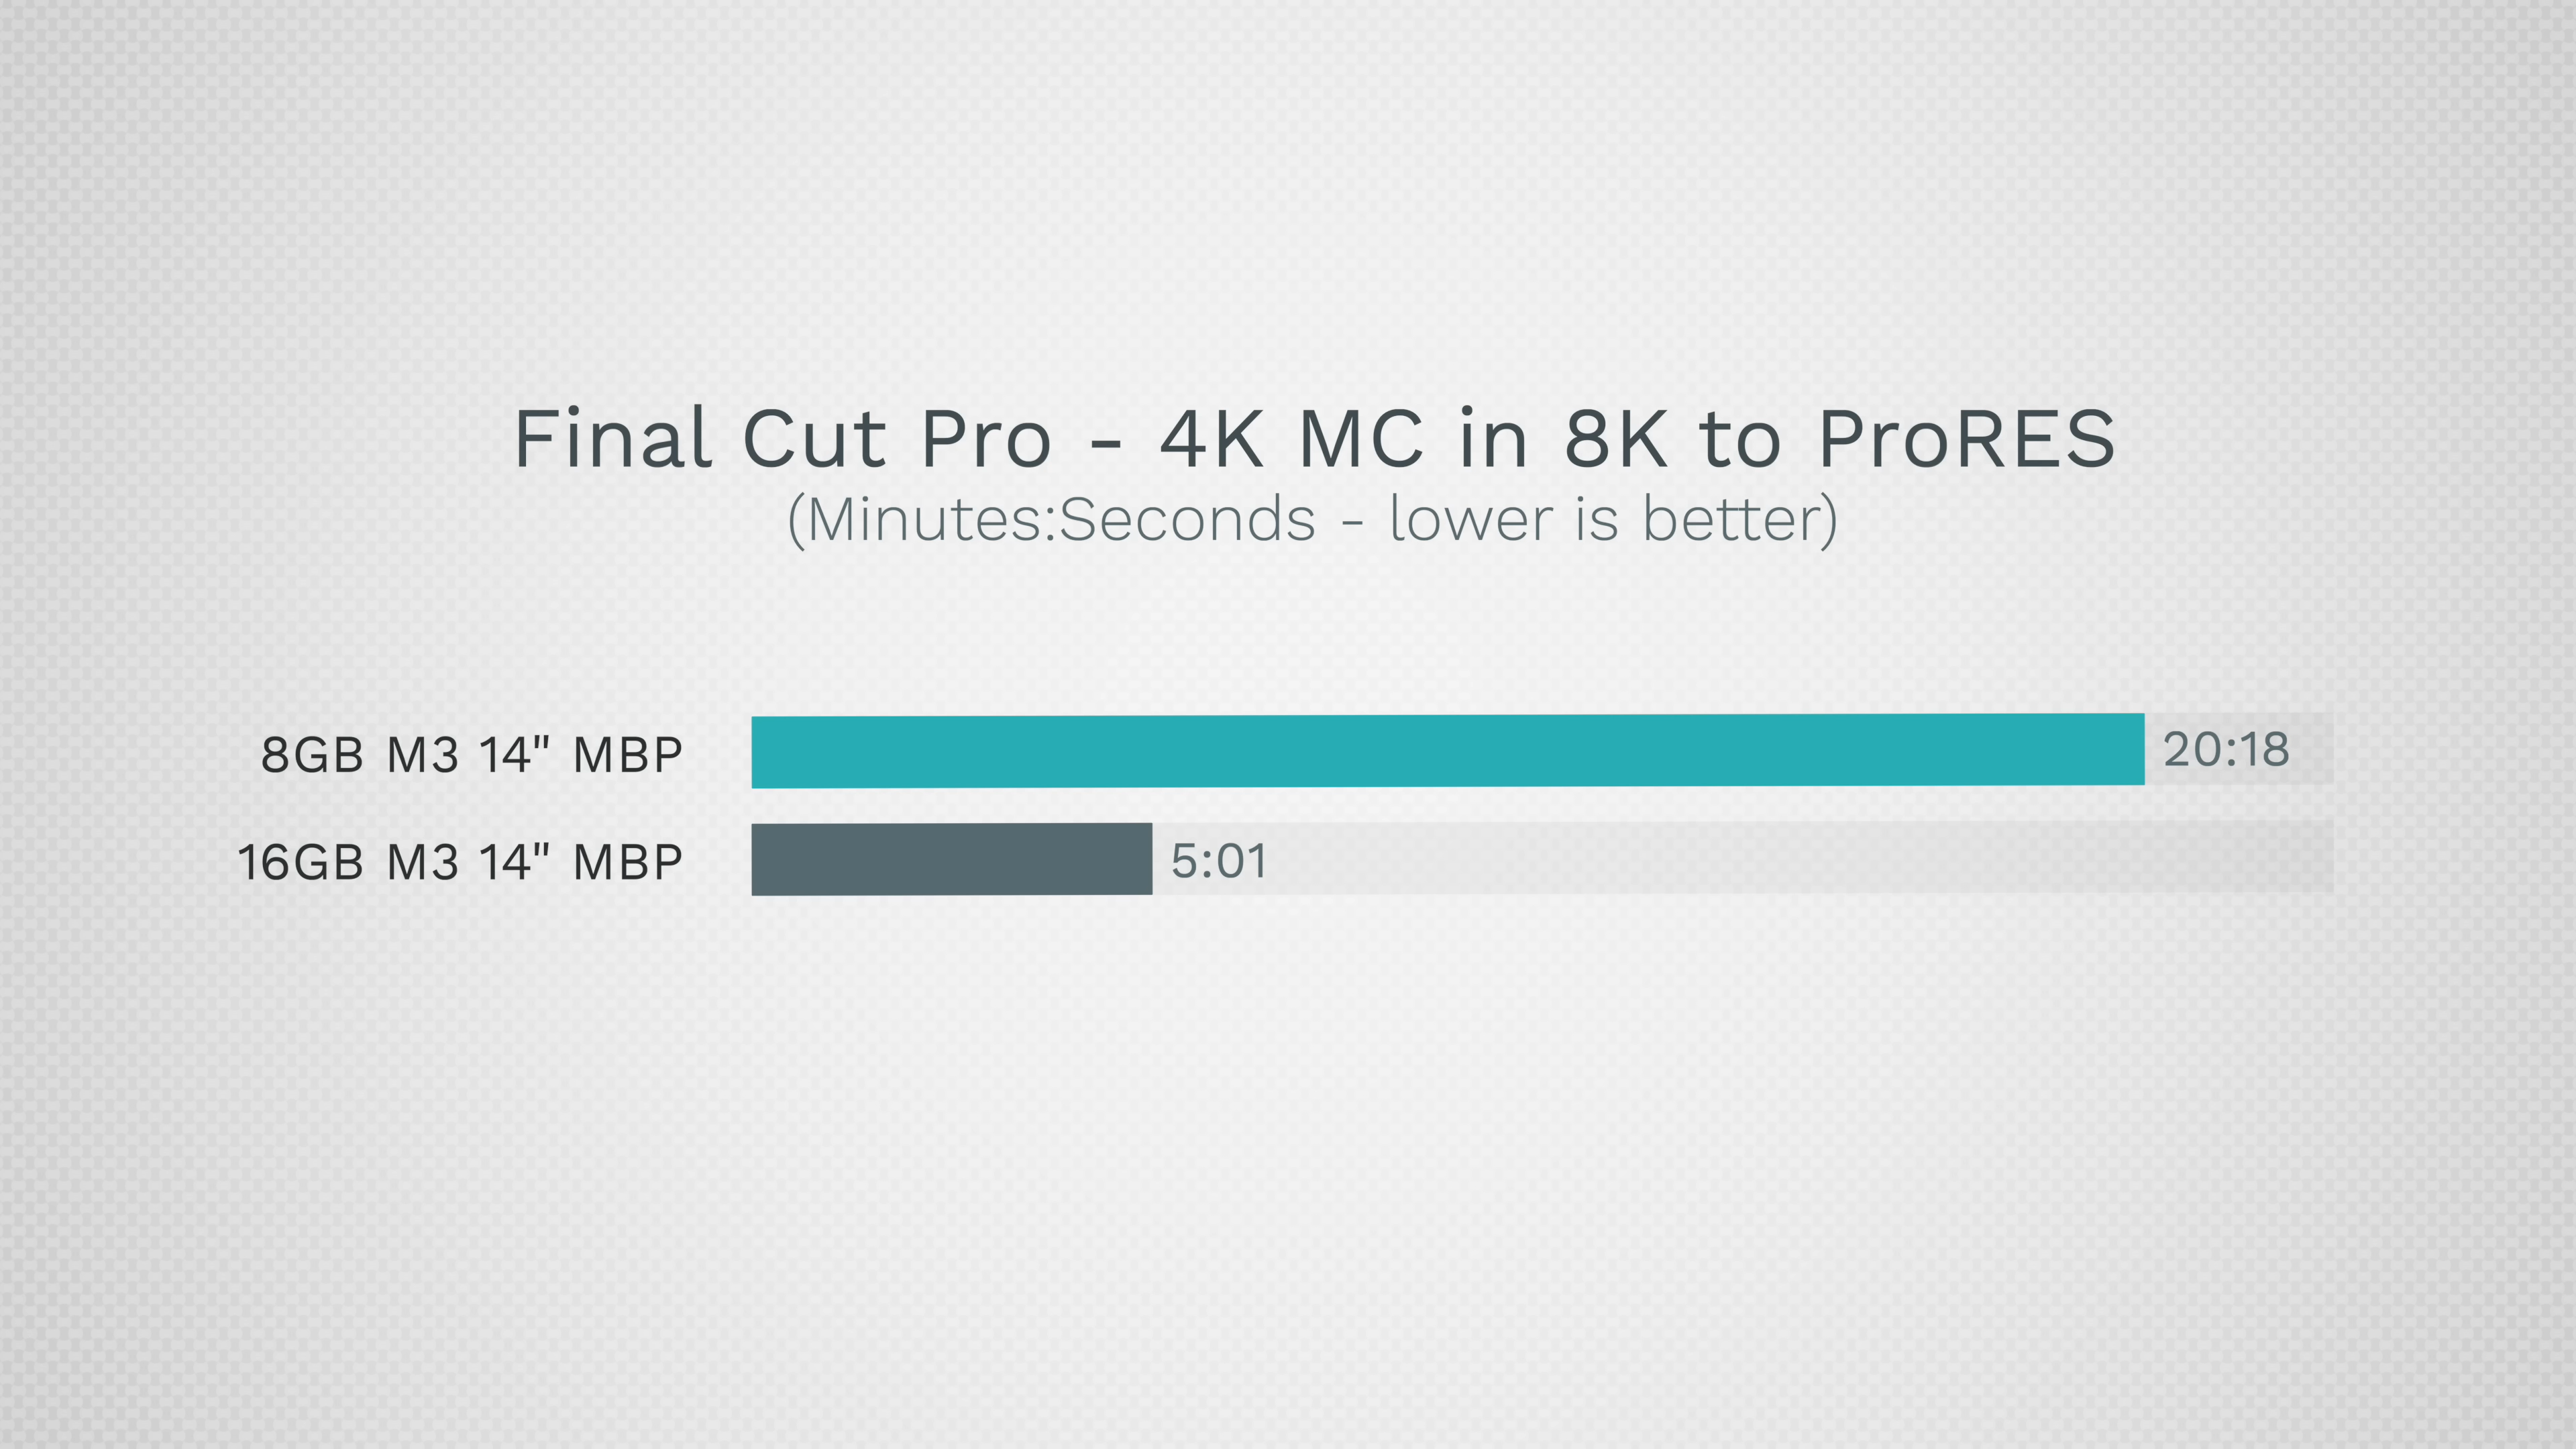 Final Cut Pro - 4K MC in 8K to ProRES
(Minutes:Seconds - lower is better)
8GB M3 14" MBP 20:18
16GB M3 14" MBP 5:01